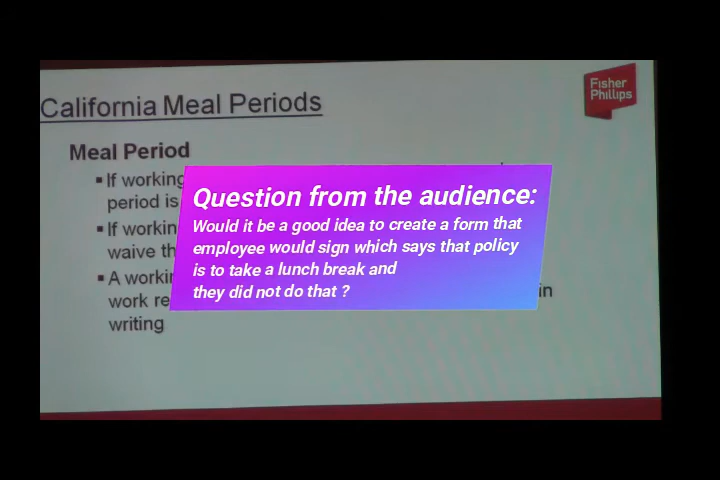 California Meal Periods
Fisher
Phillips
Meal Period
▪ If working
period is
▪ If workin
waive th
▪ A workin
work re
in
writing
Question from the audience:
Would it be a good idea to create a form that
employee would sign which says that policy
is to take a lunch break and
they did not do that ?